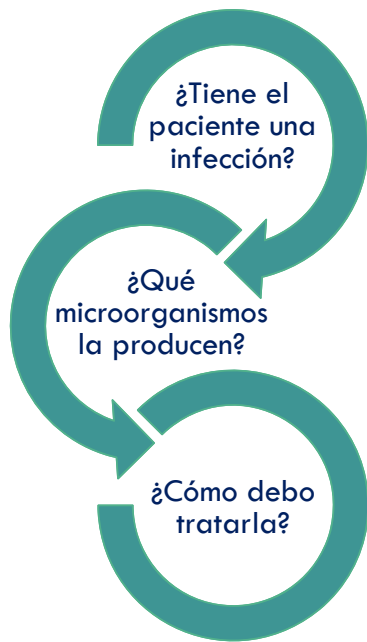 ¿Tiene el
paciente una
infección?
¿Qué
microorganismos
la producen?
¿Cómo debo
tratarla?